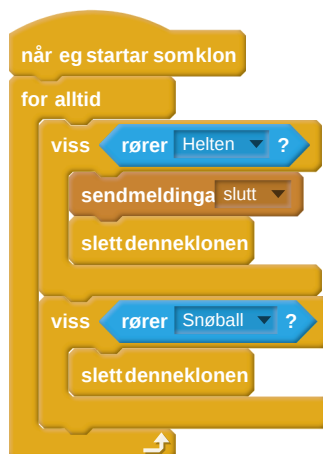 når eg startar som klon
for alltid
viss rører Helten ?
send meldinga slutt
slett denne klonen
viss rører Snøball ?
slett denne klonen